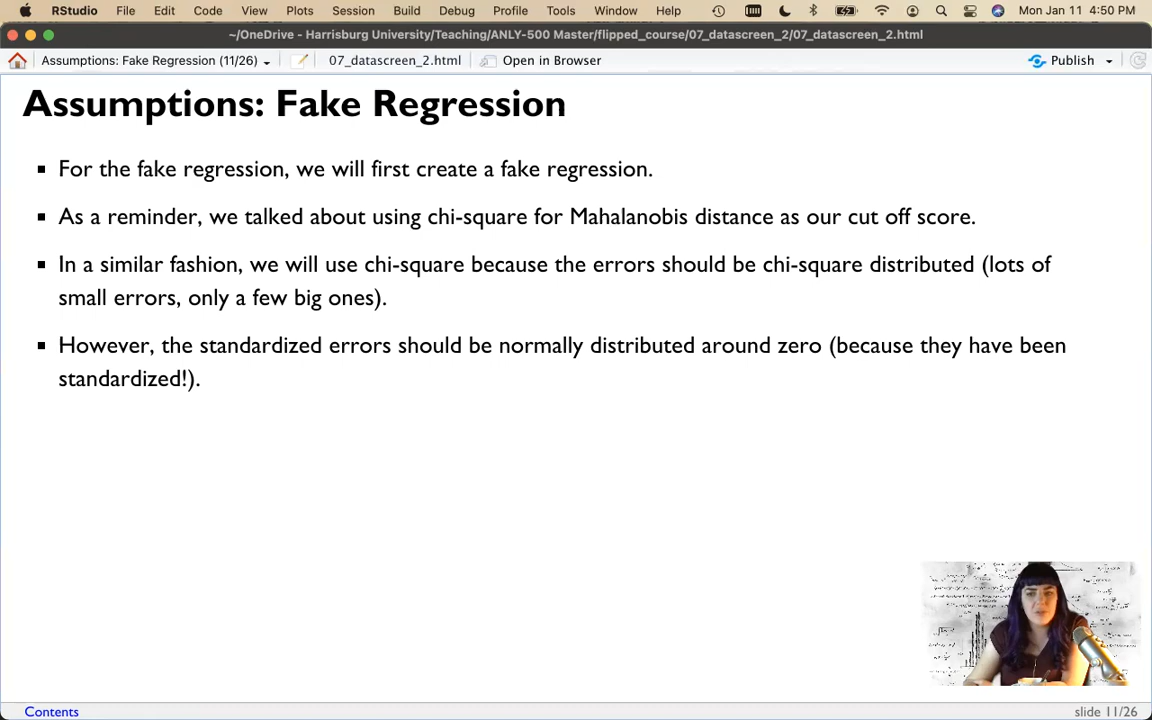 RStudio File Edit Code View Plots Session Build Debug Profile Tools Window Help Mon Jan 11 4:50 PM
~/OneDrive - Harrisburg University/Teaching/ANLY-500 Master/flipped_course/07_datascreen_2/07_datascreen_2.html
Assumptions: Fake Regression (11/26) 07_datascreen_2.html Open in Browser Publish
Assumptions: Fake Regression
For the fake regression, we will first create a fake regression.
As a reminder, we talked about using chi-square for Mahalanobis distance as our cut off score.
In a similar fashion, we will use chi-square because the errors should be chi-square distributed (lots of
small errors, only a few big ones).
However, the standardized errors should be normally distributed around zero (because they have been
standardized!).
Contents slide 11/26